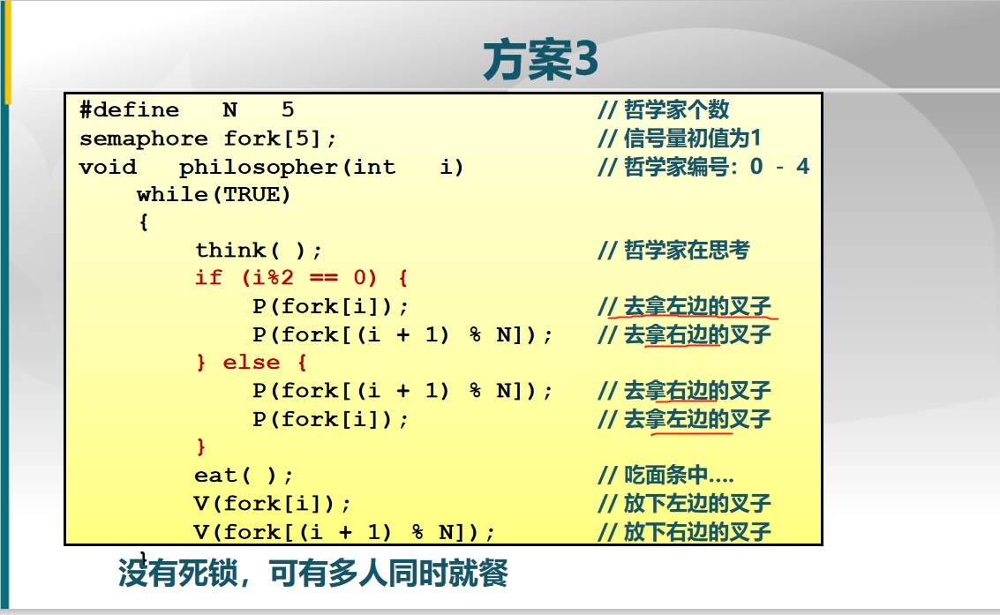 方案3
#define N 5 // 哲学家个数
semaphore fork[5]; // 信号量初值为1
void philosopher(int i) // 哲学家编号：0 - 4
while(TRUE)
{
think( ); // 哲学家在思考
if (i%2 == 0) {
P(fork[i]); // 去拿左边的叉子
P(fork[(i + 1) % N]); // 去拿右边的叉子
} else {
P(fork[(i + 1) % N]); // 去拿右边的叉子
P(fork[i]); // 去拿左边的叉子
}
eat( ); // 吃面条中....
V(fork[i]); // 放下左边的叉子
V(fork[(i + 1) % N]); // 放下右边的叉子
}
没有死锁，可有多人同时就餐